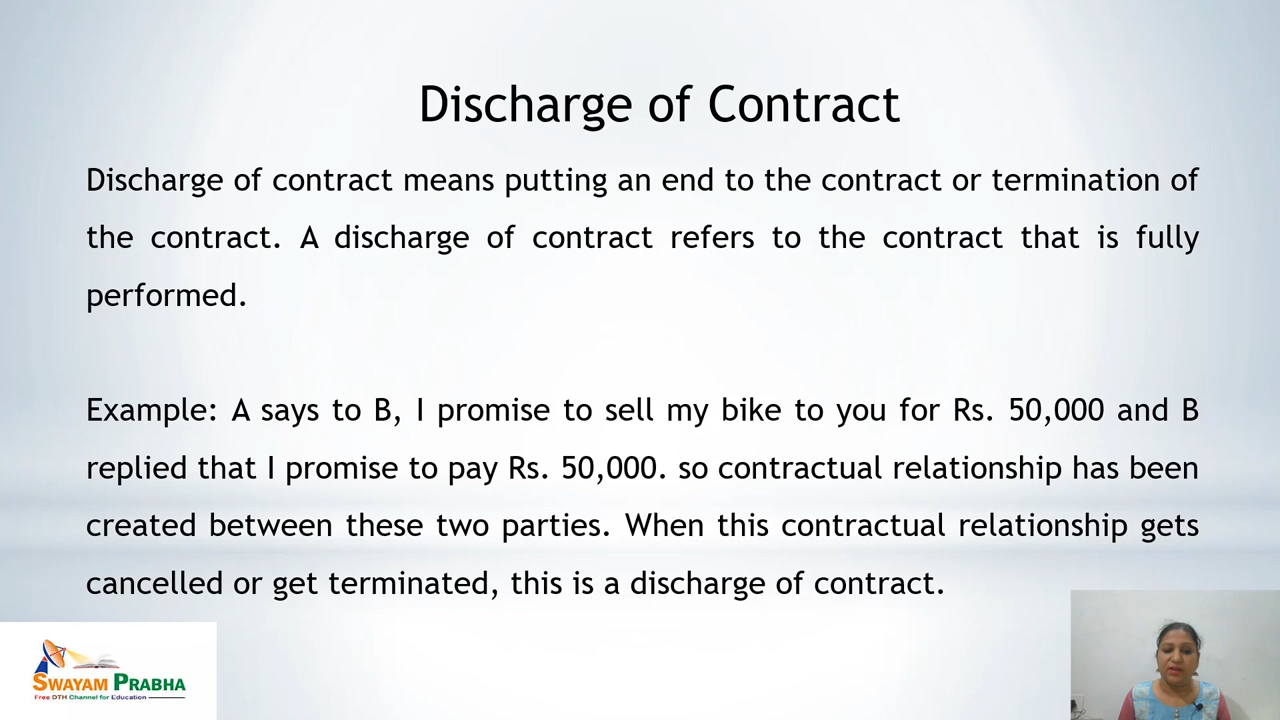 Discharge of Contract
Discharge of contract means putting an end to the contract or termination of
the contract. A discharge of contract refers to the contract that is fully
performed.
Example: A says to B, I promise to sell my bike to you for Rs. 50,000 and B
replied that I promise to pay Rs. 50,000. so contractual relationship has been
created between these two parties. When this contractual relationship gets
cancelled or get terminated, this is a discharge of contract.
SWAYAM PRABHA
Free DTH Channel for Education